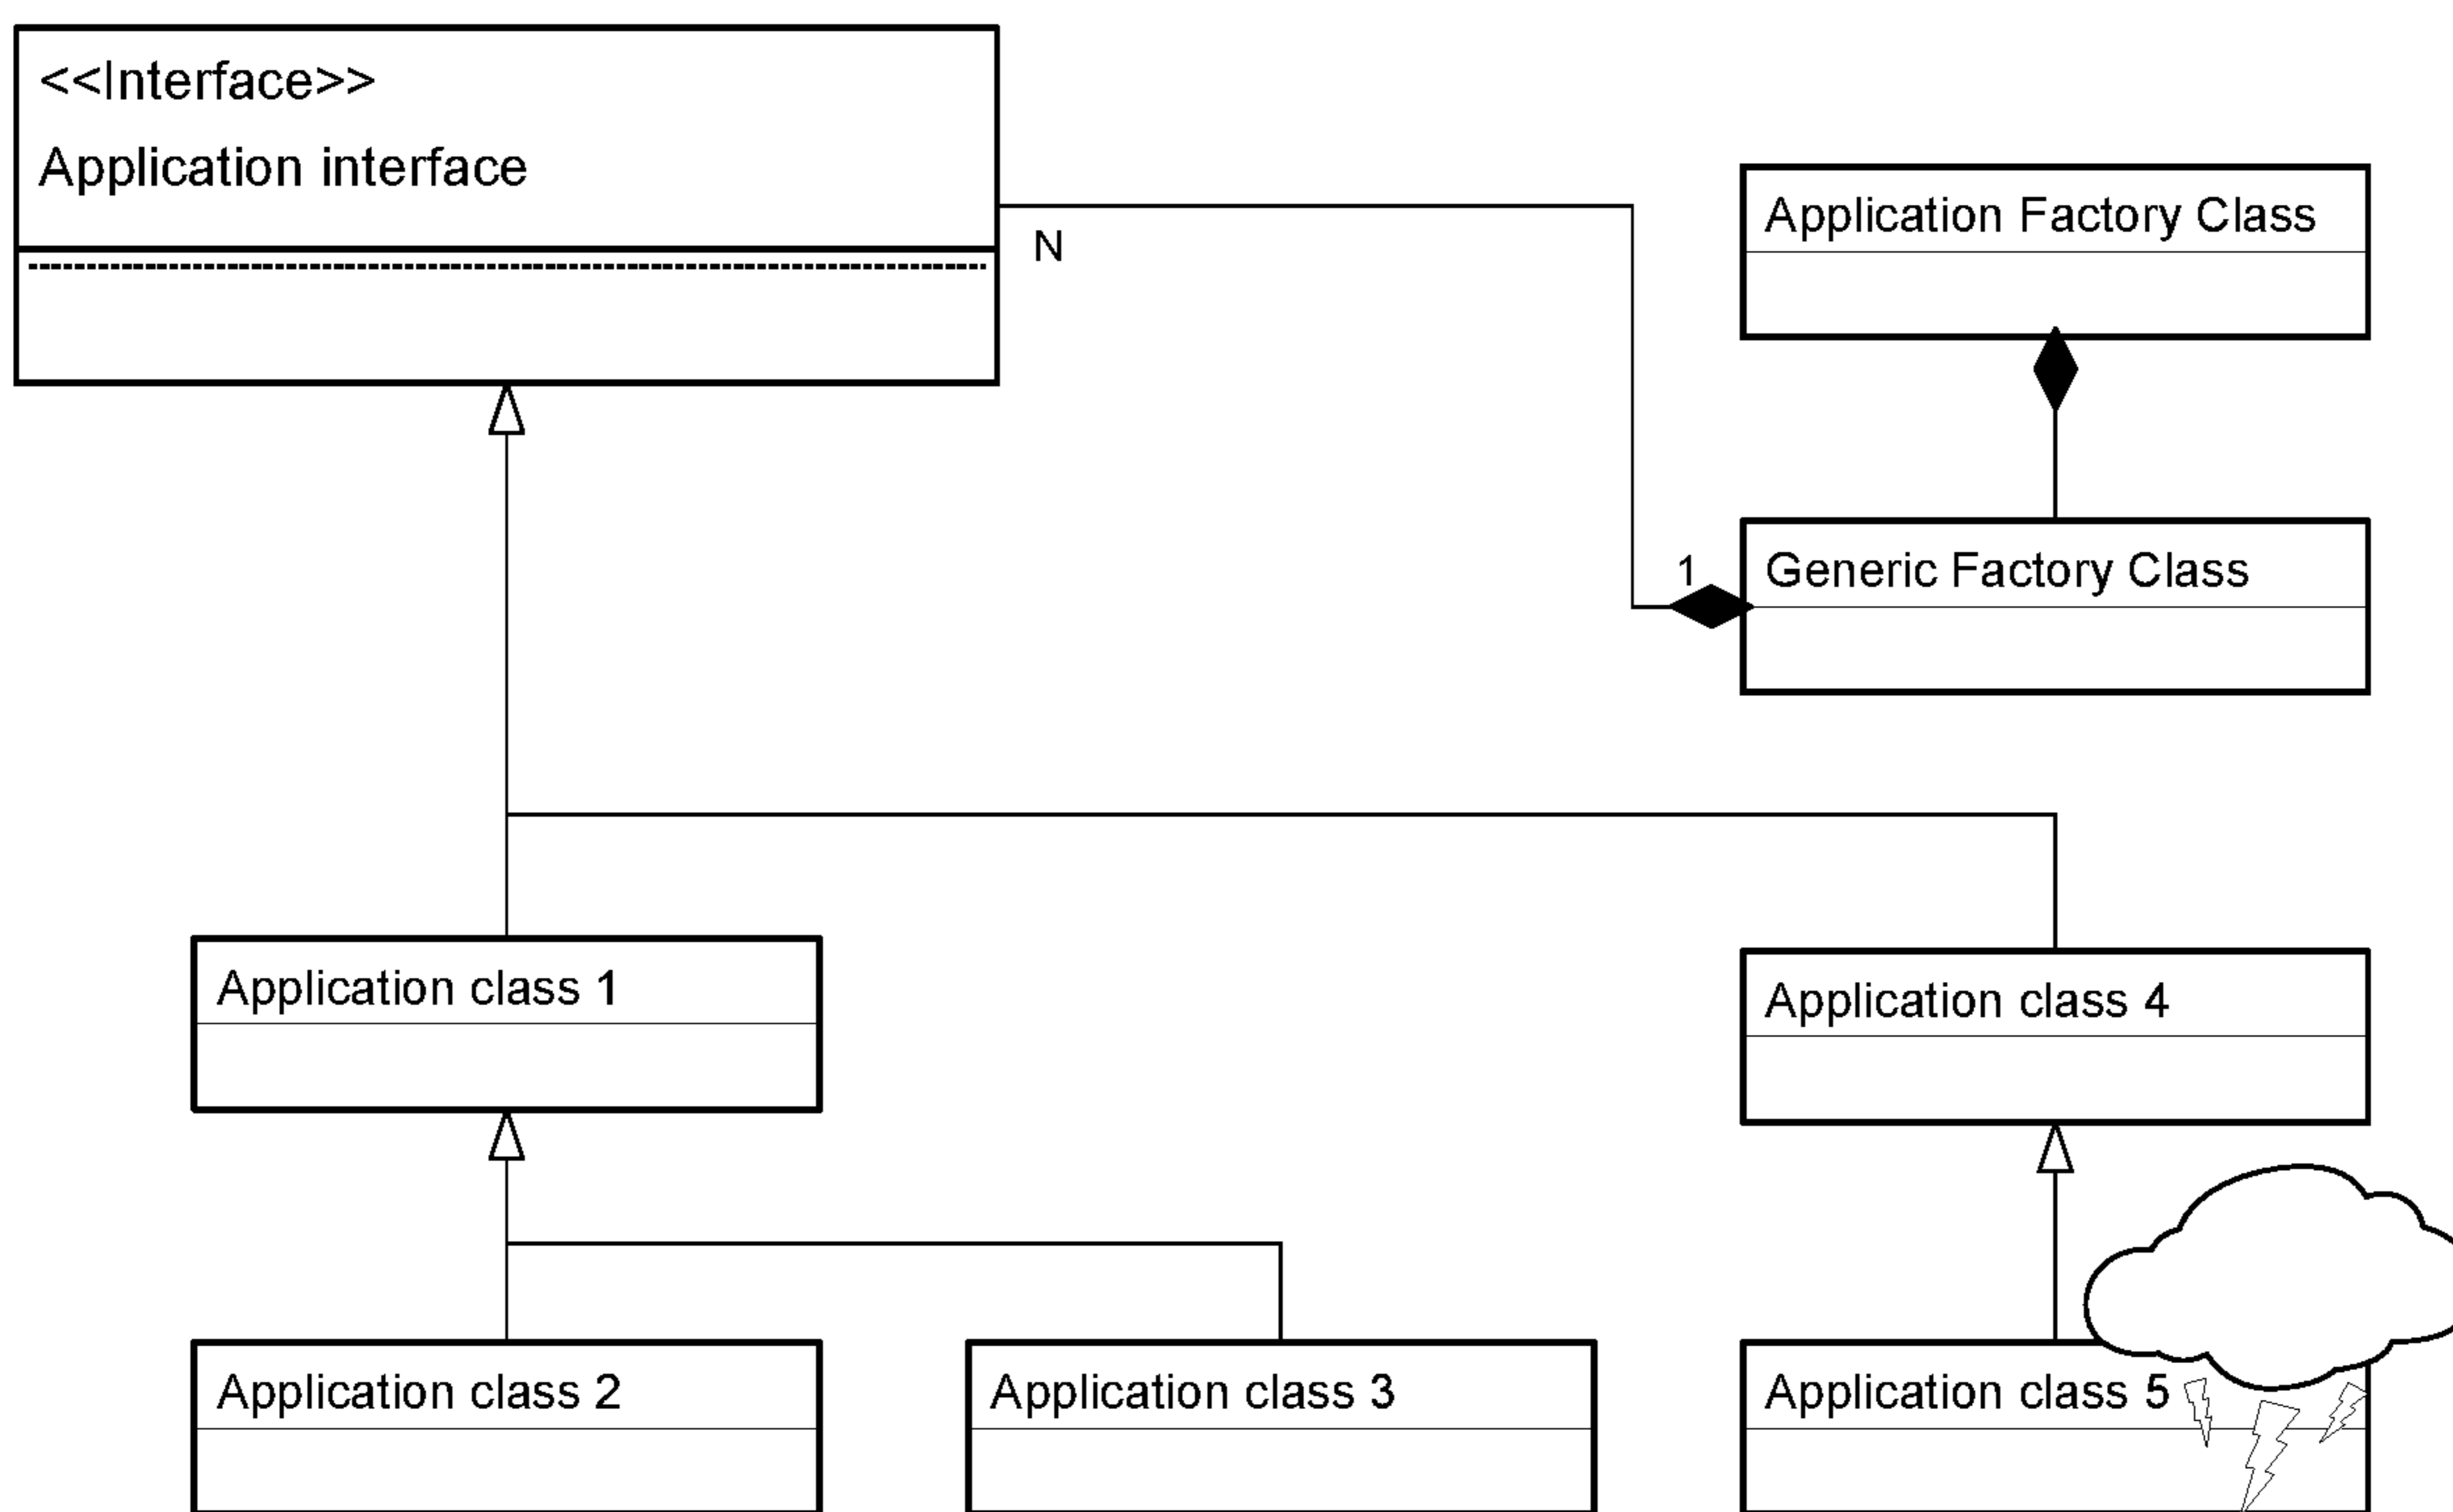 <<Interface>>
Application interface
N
Application Factory Class
1
Generic Factory Class
Application class 1
Application class 4
Application class 2
Application class 3
Application class 5